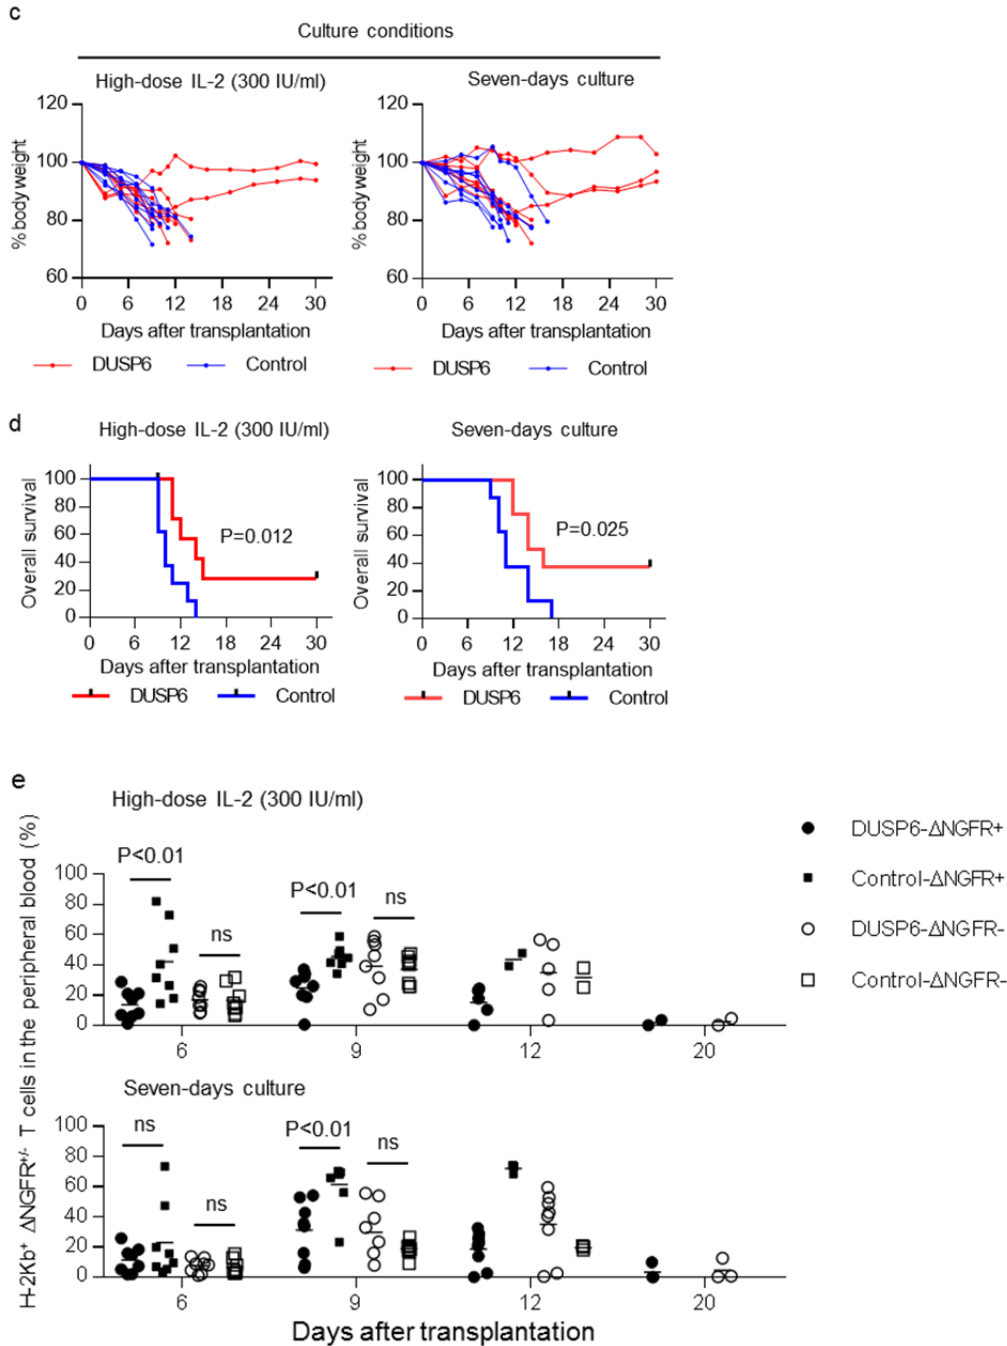 c
Culture conditions
High-dose IL-2 (300 IU/ml)
Seven-days culture
% body weight
120
100
80
60
0 6 12 18 24 30
Days after transplantation
DUSP6 Control
% body weight
120
100
80
60
0 6 12 18 24 30
Days after transplantation
DUSP6 Control
d
High-dose IL-2 (300 IU/ml)
Seven-days culture
Overall survival
100
80
60
40
20
0
P=0.012
0 6 12 18 24 30
Days after transplantation
DUSP6 Control
Overall survival
100
80
60
40
20
0
P=0.025
0 6 12 18 24 30
Days after transplantation
DUSP6 Control
e
High-dose IL-2 (300 IU/ml)
H-2Kb⁺ ΔNGFR⁺/⁻ T cells in the peripheral blood (%)
100
80
60
40
20
0
P<0.01
ns
P<0.01
ns
6 9 12 20
DUSP6-ΔNGFR+
Control-ΔNGFR+
DUSP6-ΔNGFR-
Control-ΔNGFR-
Seven-days culture
100
80
60
40
20
0
ns
ns
P<0.01
ns
6 9 12 20
Days after transplantation